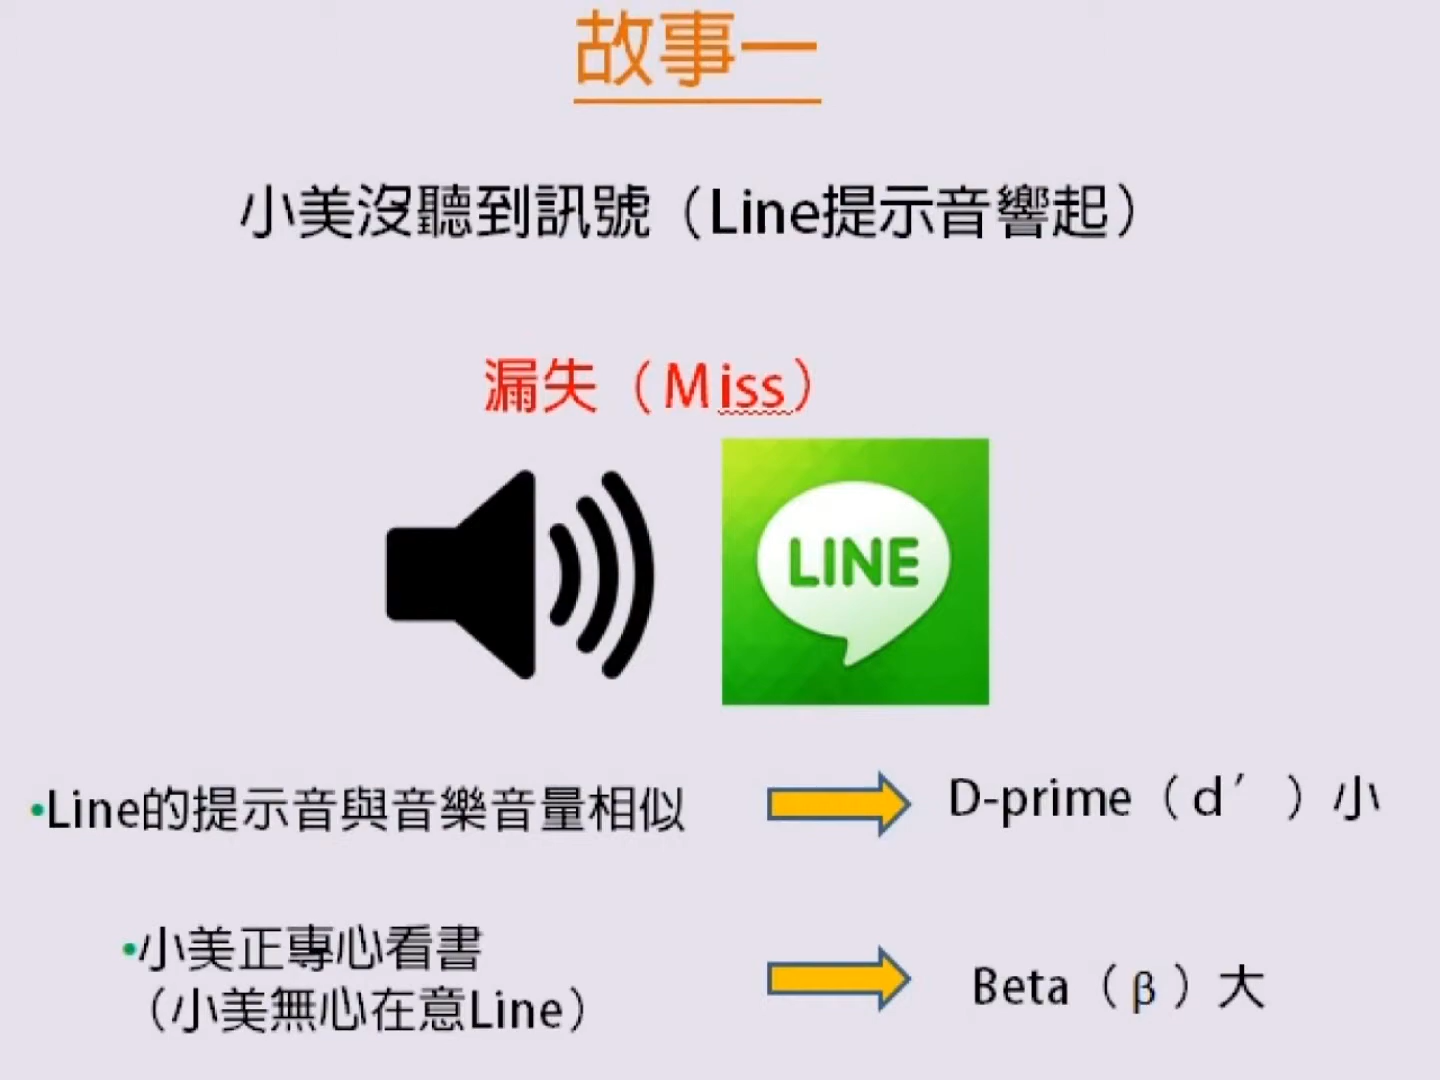 故事一
小美沒聽到訊號（Line提示音響起）
漏失（Miss）
LINE
•Line的提示音與音樂音量相似
D-prime（d′）小
•小美正專心看書
（小美無心在意Line）
Beta（β）大